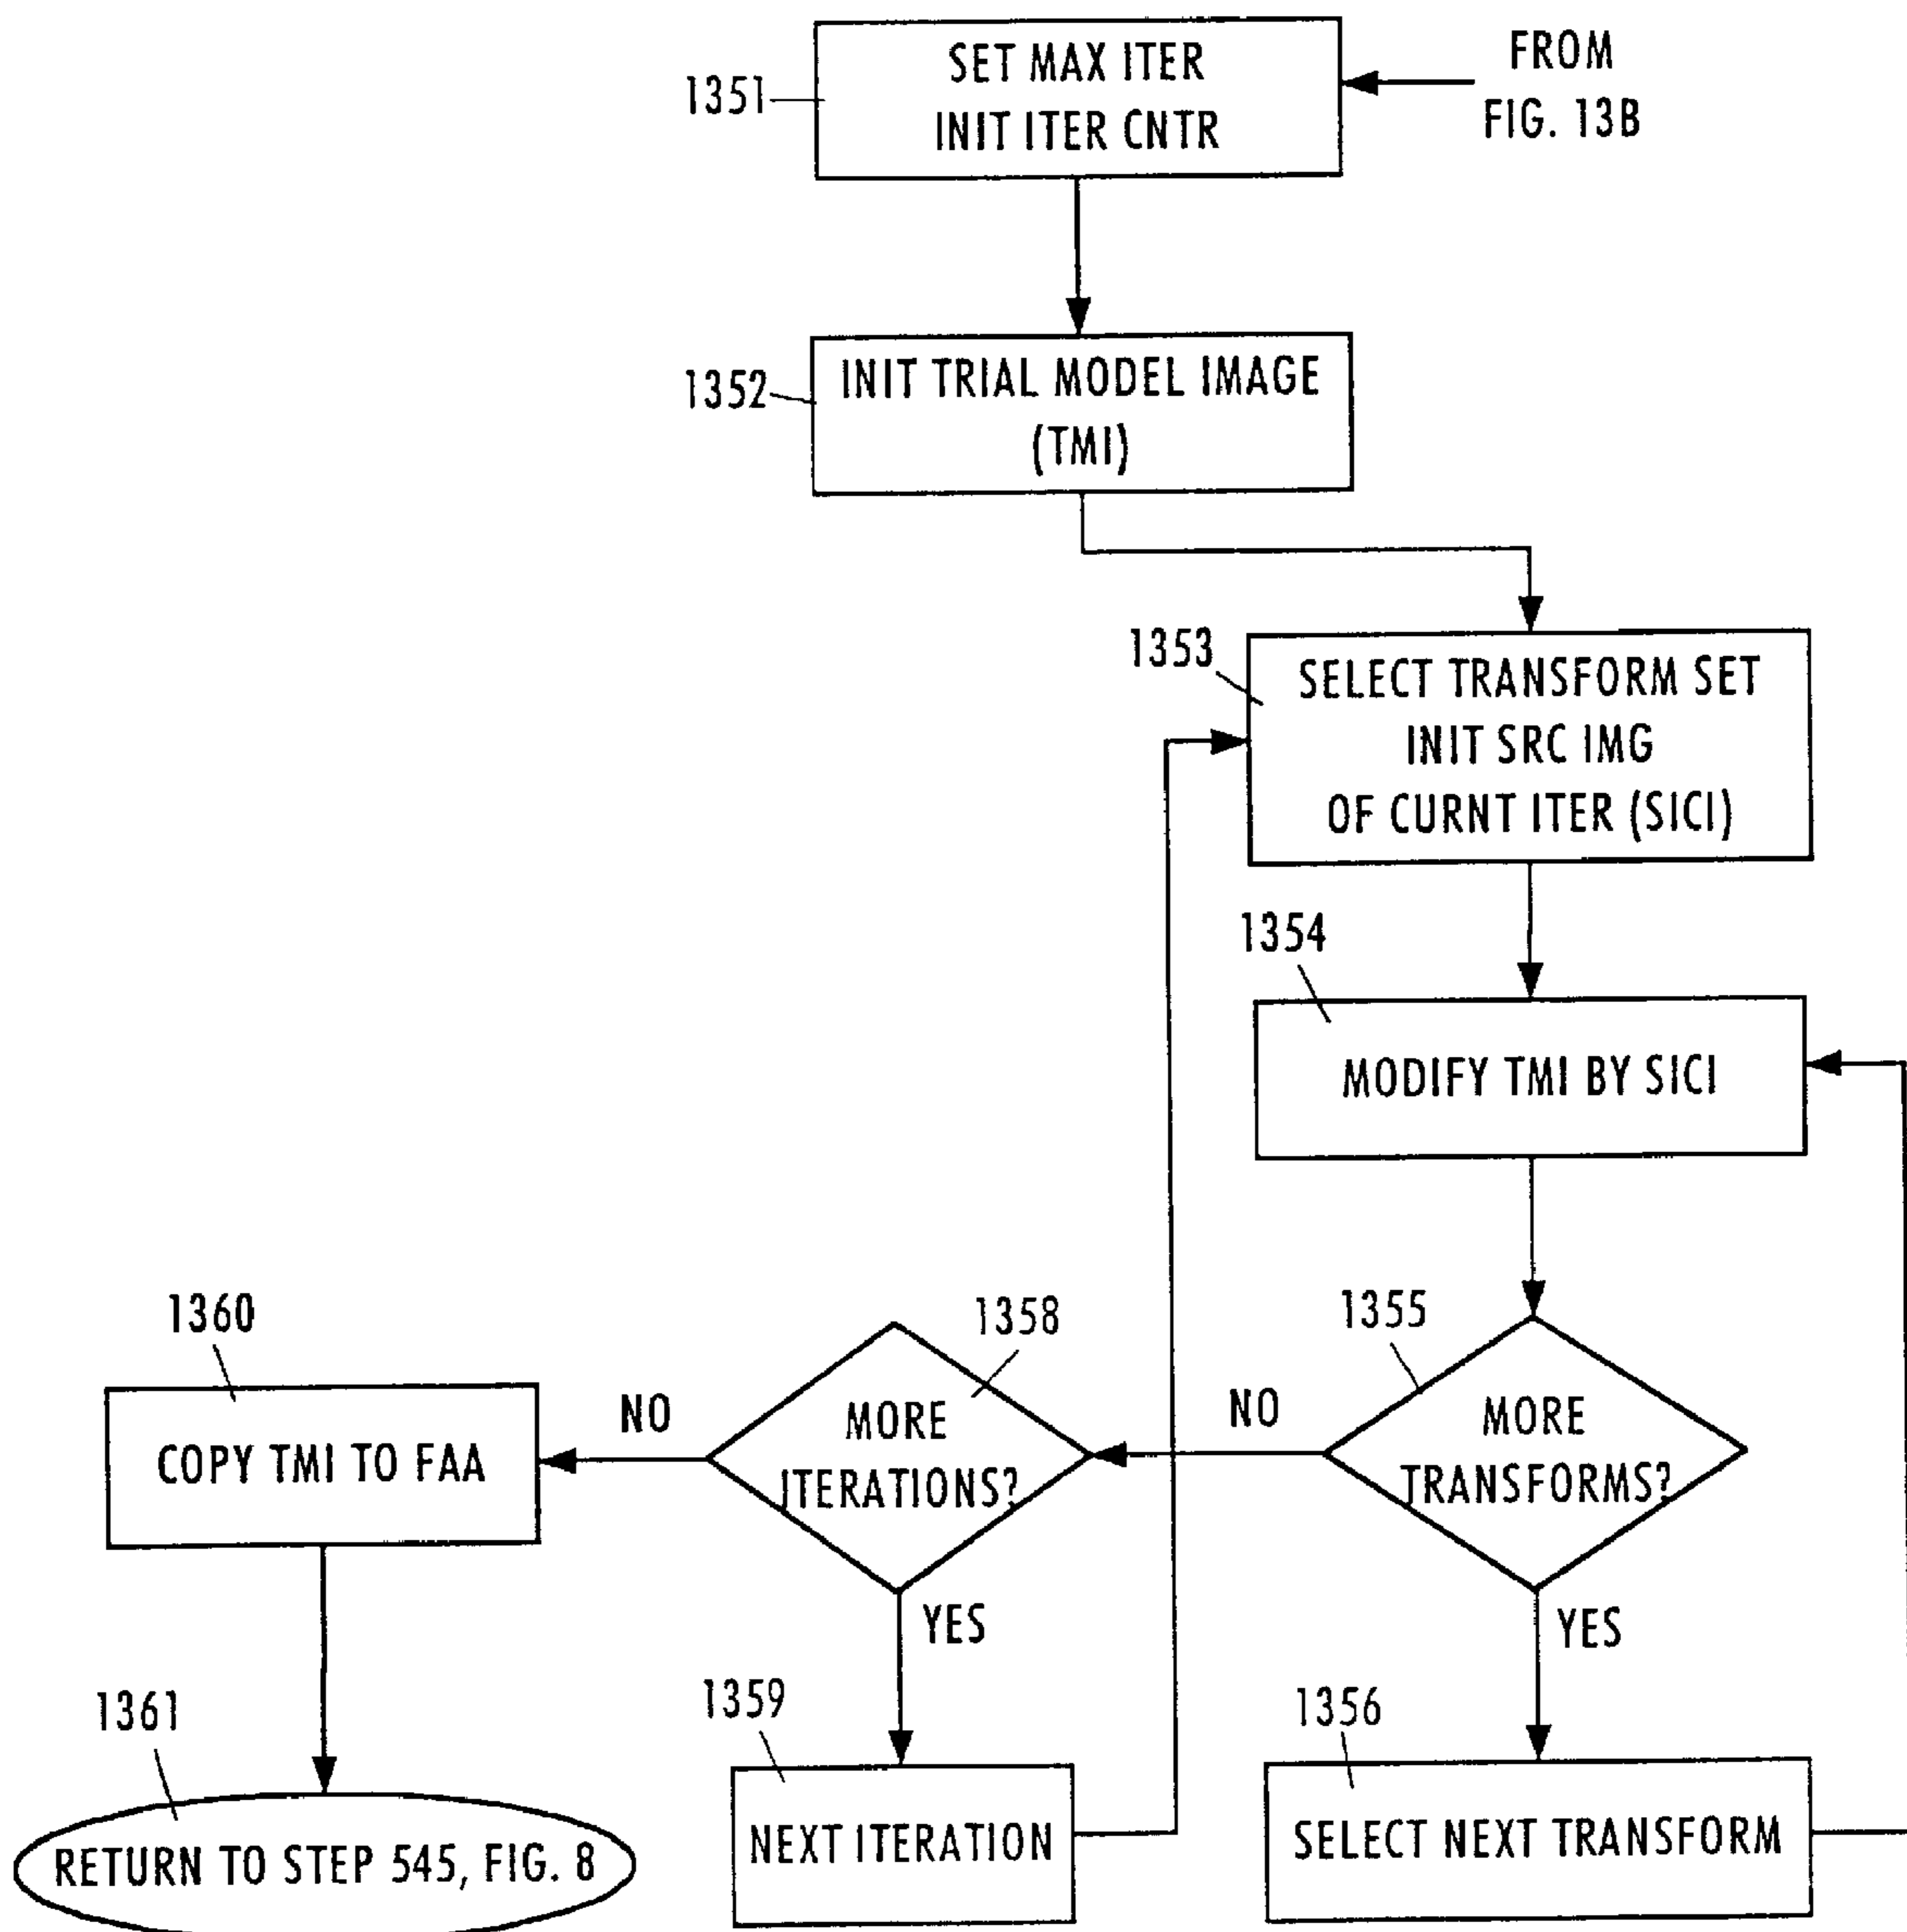 SET MAX ITER
INIT ITER CNTR
1351
FROM
FIG. 13B
INIT TRIAL MODEL IMAGE
(TMI)
1352
1353
SELECT TRANSFORM SET
INIT SRC IMG
OF CURNT ITER (SICI)
1354
MODIFY TMI BY SICI
1355
MORE
TRANSFORMS?
NO
YES
1356
SELECT NEXT TRANSFORM
1358
MORE
ITERATIONS?
NO
YES
1359
NEXT ITERATION
1360
COPY TMI TO FAA
1361
RETURN TO STEP 545, FIG. 8